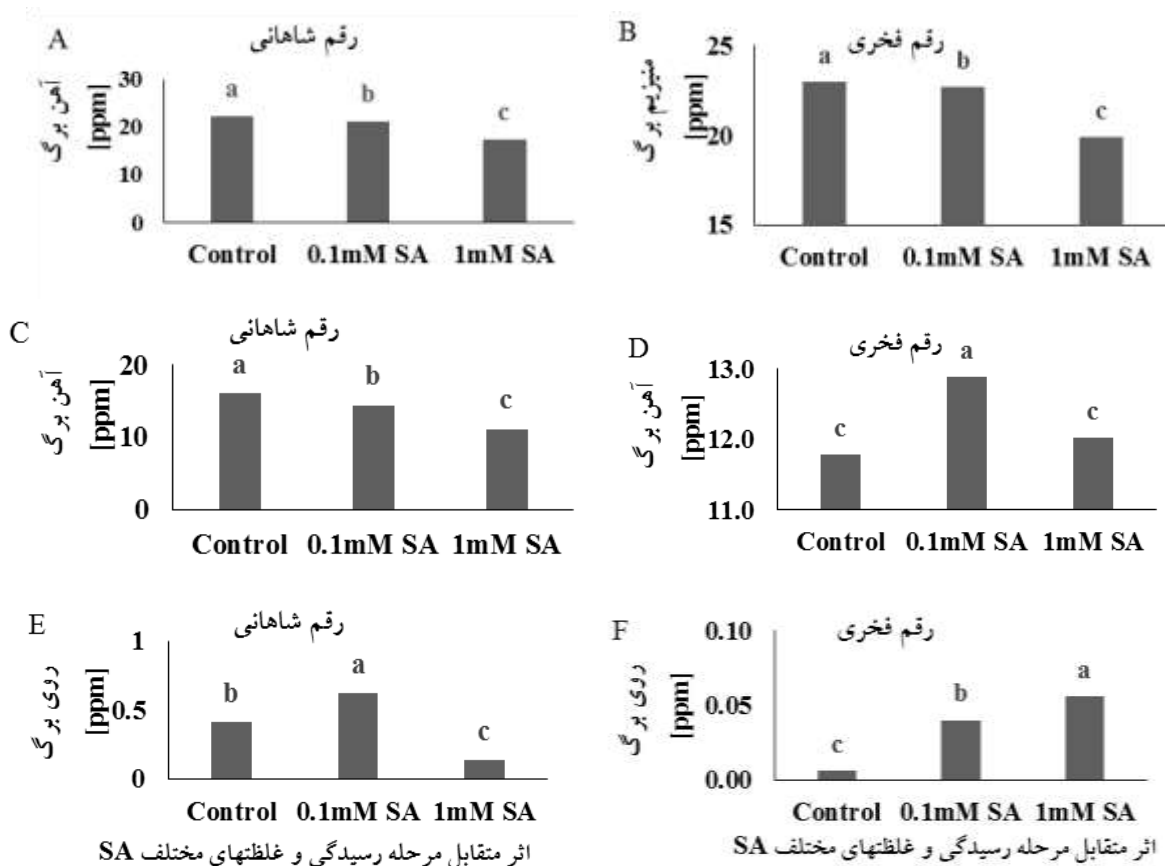 A
رقم شاهانی
آهن برگ
[ppm]
30
20
10
0
a
b
c
Control 0.1mM SA 1mM SA
B
رقم فخری
منیزیم برگ
[ppm]
25
20
15
a
b
c
Control 0.1mM SA 1mM SA
C
رقم شاهانی
آهن برگ
[ppm]
20
10
0
a
b
c
Control 0.1mM SA 1mM SA
D
رقم فخری
آهن برگ
[ppm]
13.0
12.0
11.0
c
a
c
Control 0.1mM SA 1mM SA
E
رقم شاهانی
روی برگ
[ppm]
1
0.5
0
b
a
c
Control 0.1mM SA 1mM SA
اثر متقابل مرحله رسیدگی و غلظتهای مختلف SA
F
رقم فخری
روی برگ
[ppm]
0.10
0.05
0.00
c
b
a
Control 0.1mM SA 1mM SA
اثر متقابل مرحله رسیدگی و غلظتهای مختلف SA